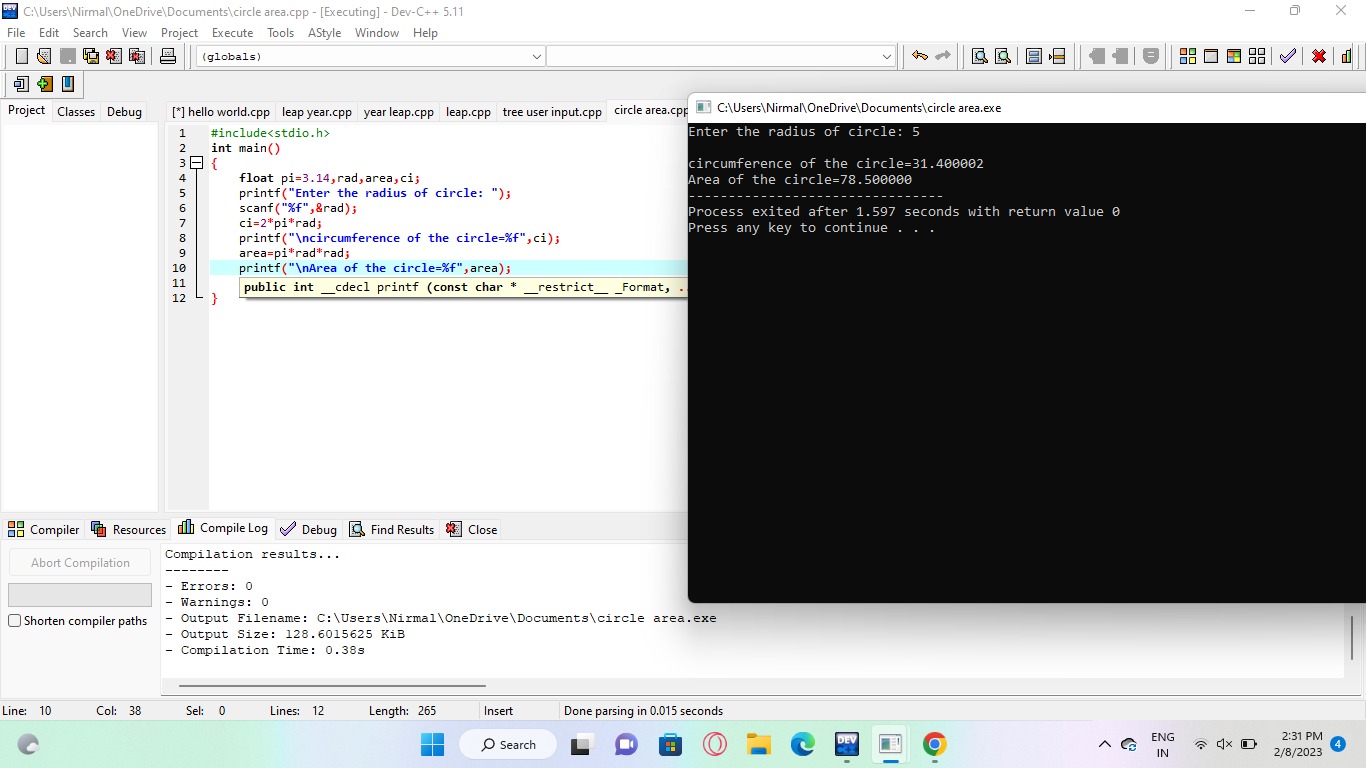 C:\Users\Nirmal\OneDrive\Documents\circle area.cpp - [Executing] - Dev-C++ 5.11
File Edit Search View Project Execute Tools AStyle Window Help
(globals)
Project Classes Debug
[*] hello world.cpp leap year.cpp year leap.cpp leap.cpp tree user input.cpp circle area.cpp
1 #include<stdio.h>
2 int main()
3 {
4 float pi=3.14,rad,area,ci;
5 printf("Enter the radius of circle: ");
6 scanf("%f",&rad);
7 ci=2*pi*rad;
8 printf("\ncircumference of the circle=%f",ci);
9 area=pi*rad*rad;
10 printf("\nArea of the circle=%f",area);
11
public int __cdecl printf (const char * __restrict__ _Format, ..
12 }
C:\Users\Nirmal\OneDrive\Documents\circle area.exe
Enter the radius of circle: 5
circumference of the circle=31.400002
Area of the circle=78.500000
--------------------------------
Process exited after 1.597 seconds with return value 0
Press any key to continue . . .
Compiler Resources Compile Log Debug Find Results Close
Abort Compilation
Shorten compiler paths
Compilation results...
--------
- Errors: 0
- Warnings: 0
- Output Filename: C:\Users\Nirmal\OneDrive\Documents\circle area.exe
- Output Size: 128.6015625 KiB
- Compilation Time: 0.38s
Line: 10 Col: 38 Sel: 0 Lines: 12 Length: 265 Insert Done parsing in 0.015 seconds
Search
DEV
ENG
IN
2:31 PM
2/8/2023
4